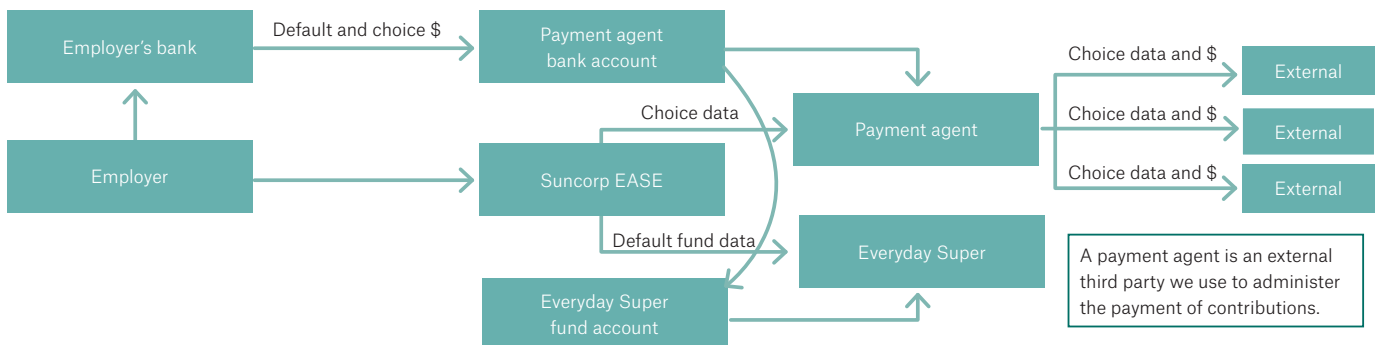 Employer’s bank
Default and choice $
Payment agent
bank account
Choice data and $
External
Choice data
Payment agent
Choice data and $
External
Employer
Suncorp EASE
Choice data and $
External
Default fund data
Everyday Super
Everyday Super
fund account
A payment agent is an external
third party we use to administer
the payment of contributions.